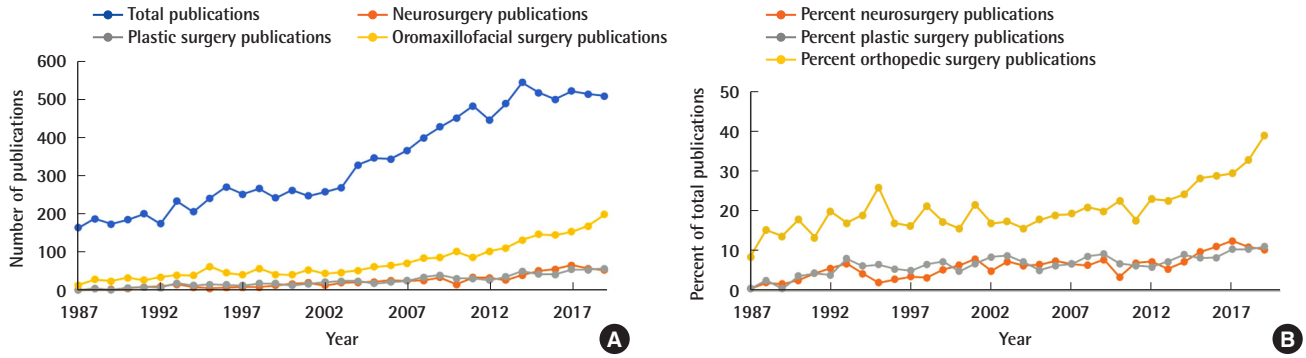 Total publications
Neurosurgery publications
Plastic surgery publications
Oromaxillofacial surgery publications
600
500
400
300
200
100
0
Number of publications
1987
1992
1997
2002
2007
2012
2017
Year
A
Percent neurosurgery publications
Percent plastic surgery publications
Percent orthopedic surgery publications
50
40
30
20
10
0
Percent of total publications
1987
1992
1997
2002
2007
2012
2017
Year
B